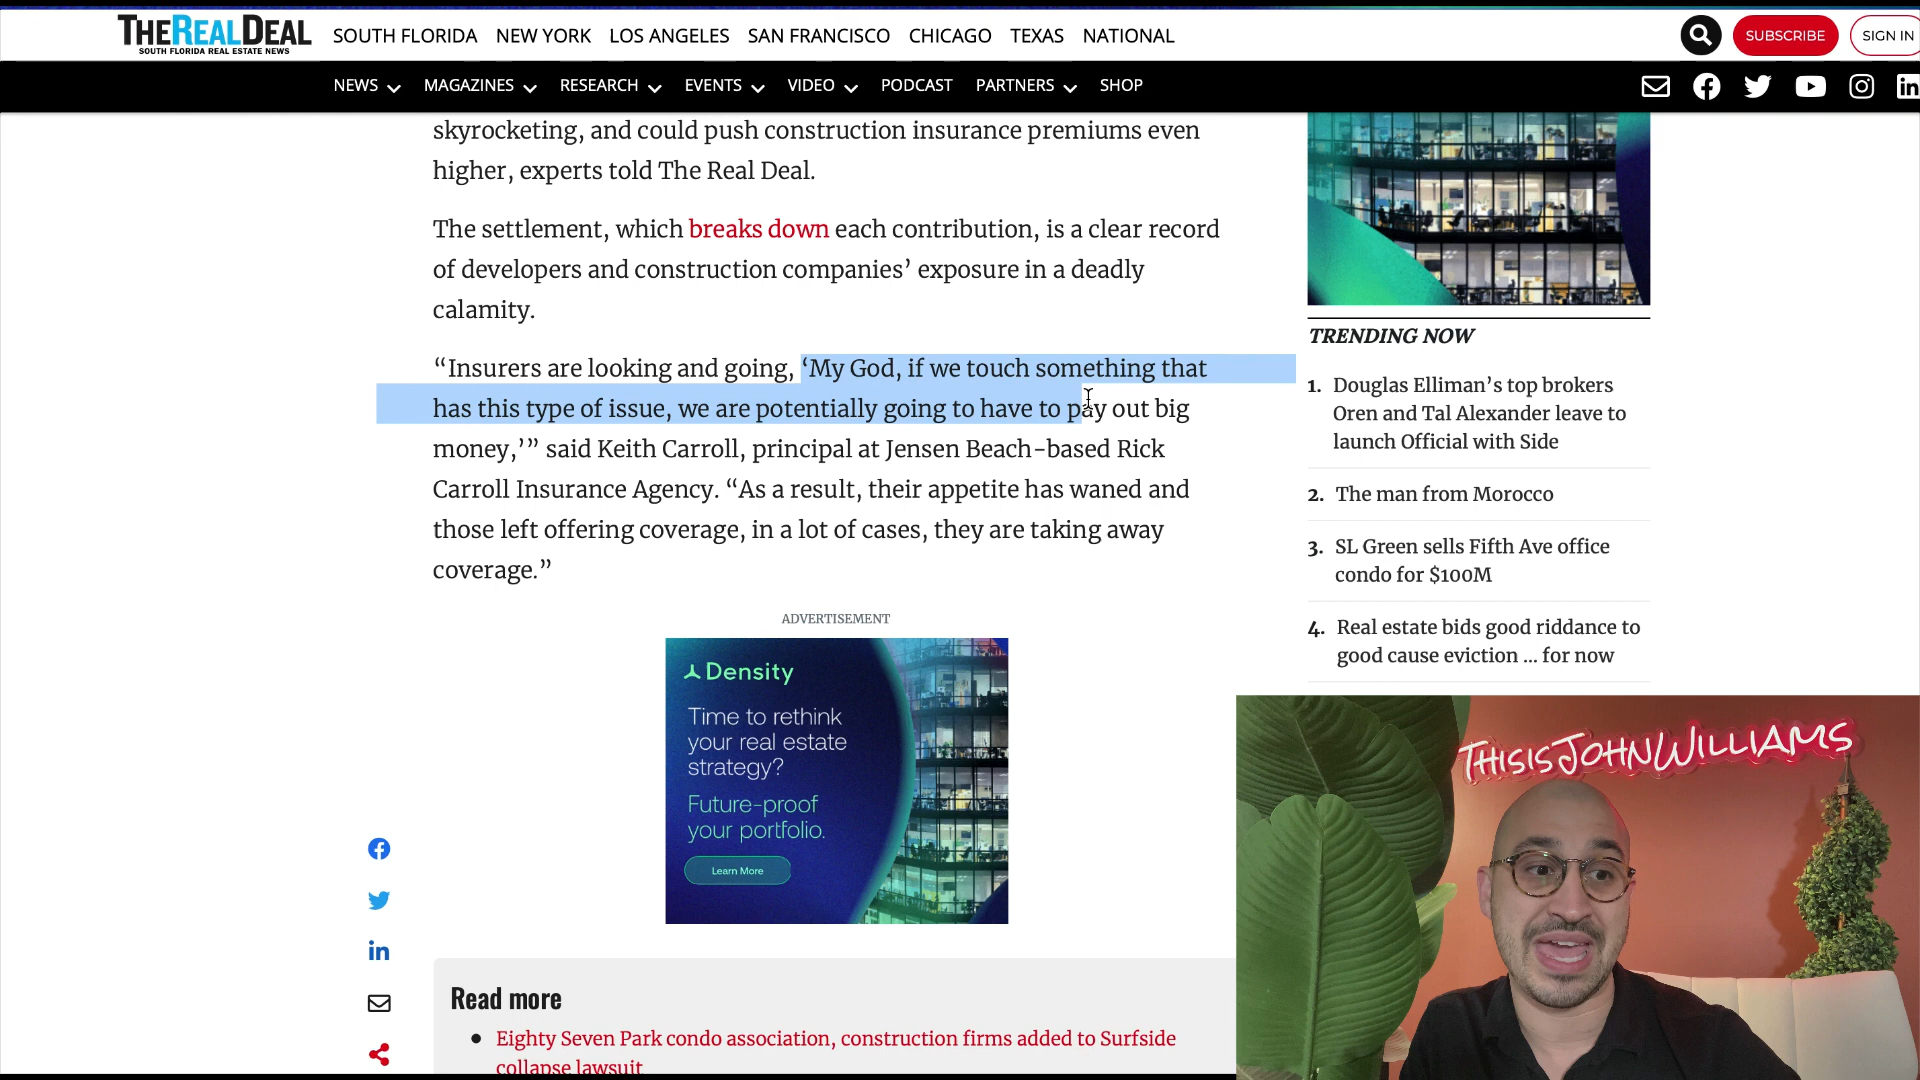 THEREALDEAL
SOUTH FLORIDA REAL ESTATE NEWS
SOUTH FLORIDA NEW YORK LOS ANGELES SAN FRANCISCO CHICAGO TEXAS NATIONAL
SUBSCRIBE
SIGN IN
NEWS MAGAZINES RESEARCH EVENTS VIDEO PODCAST PARTNERS SHOP
skyrocketing, and could push construction insurance premiums even
higher, experts told The Real Deal.
The settlement, which breaks down each contribution, is a clear record
of developers and construction companies’ exposure in a deadly
calamity.
“Insurers are looking and going, ‘My God, if we touch something that
has this type of issue, we are potentially going to have to pay out big
money,’” said Keith Carroll, principal at Jensen Beach-based Rick
Carroll Insurance Agency. “As a result, their appetite has waned and
those left offering coverage, in a lot of cases, they are taking away
coverage.”
ADVERTISEMENT
Density
Time to rethink
your real estate
strategy?
Future-proof
your portfolio.
Learn More
Read more
Eighty Seven Park condo association, construction firms added to Surfside
collapse lawsuit
TRENDING NOW
1. Douglas Elliman’s top brokers
Oren and Tal Alexander leave to
launch Official with Side
2. The man from Morocco
3. SL Green sells Fifth Ave office
condo for $100M
4. Real estate bids good riddance to
good cause eviction ... for now
THISISJOHNWILLIAMS